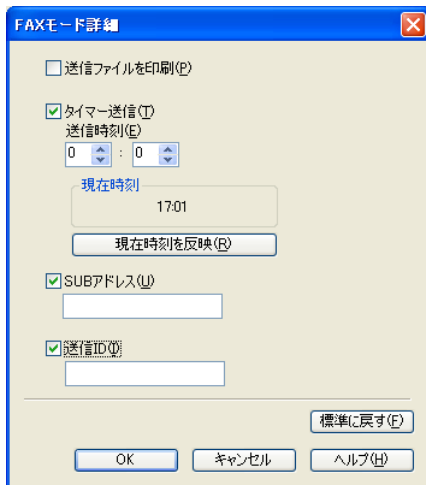 FAXモード詳細
送信ファイルを印刷(P)
タイマー送信(T)
送信時刻(E)
0 : 0
現在時刻
17:01
現在時刻を反映(R)
SUBアドレス(U)
送信ID(I)
標準に戻す(F)
OK キャンセル ヘルプ(H)